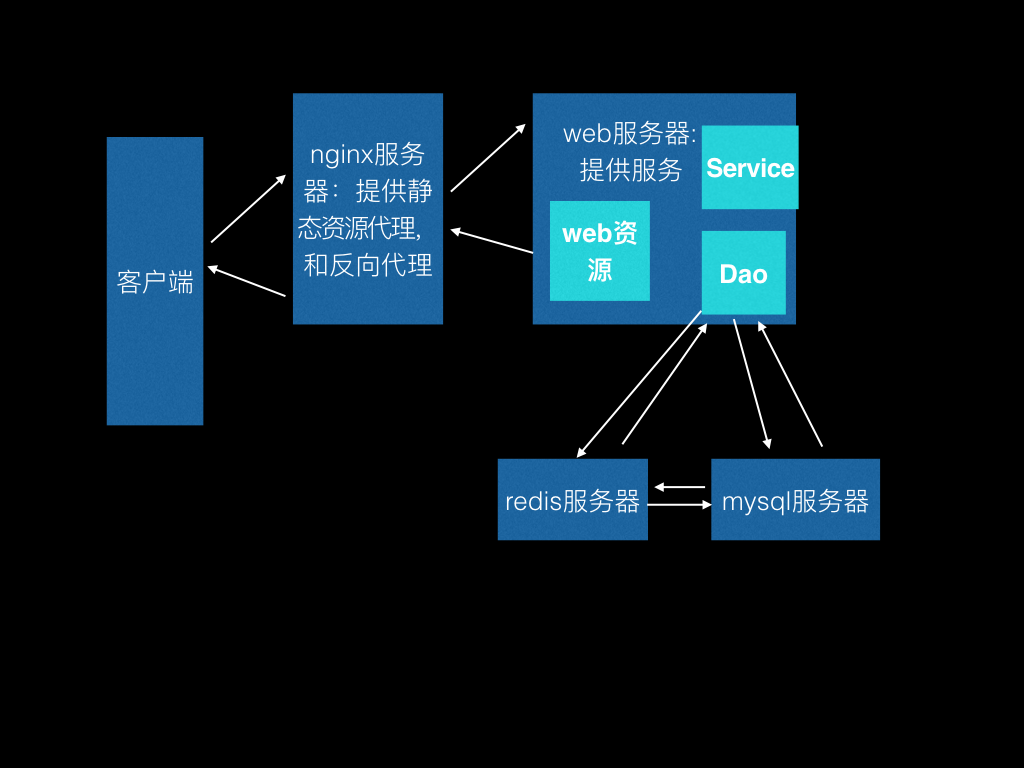 客户端
nginx服务
器：提供静
态资源代理，
和反向代理
web服务器:
提供服务
Service
web资
源
Dao
redis服务器
mysql服务器